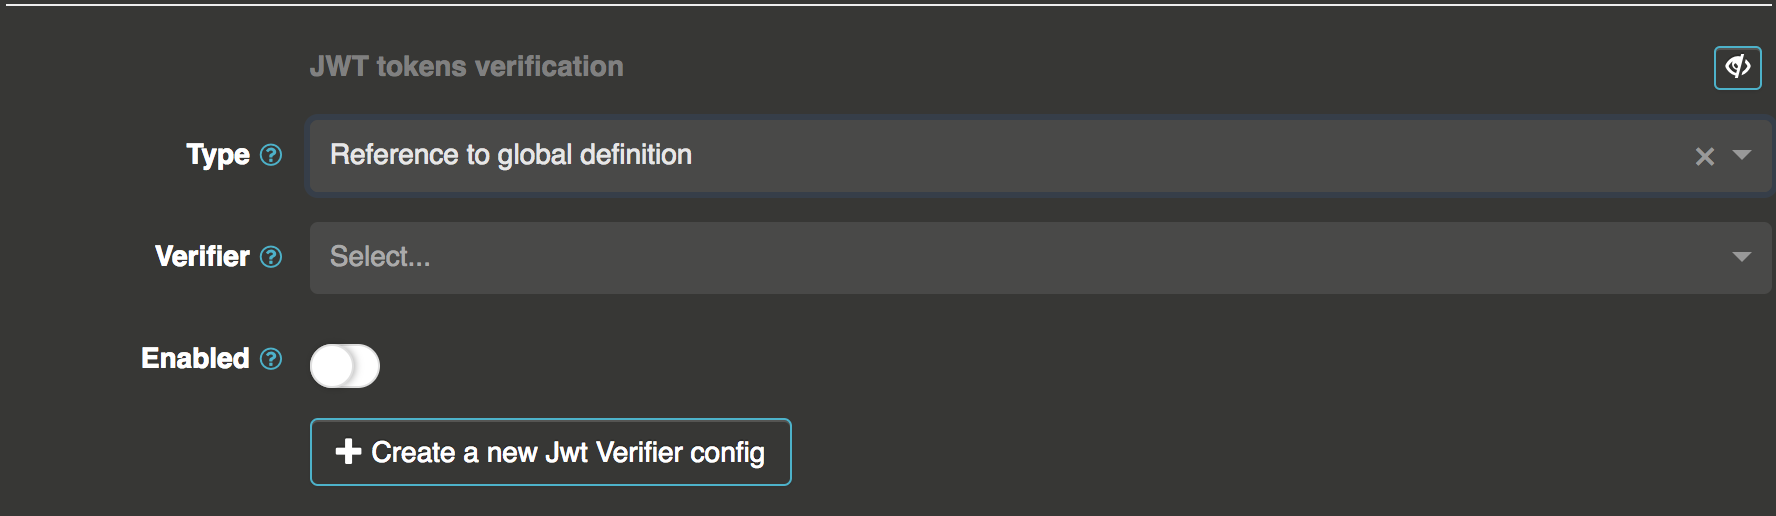 JWT tokens verification
Type ? Reference to global definition
Verifier ? Select...
Enabled ?
Create a new Jwt Verifier config